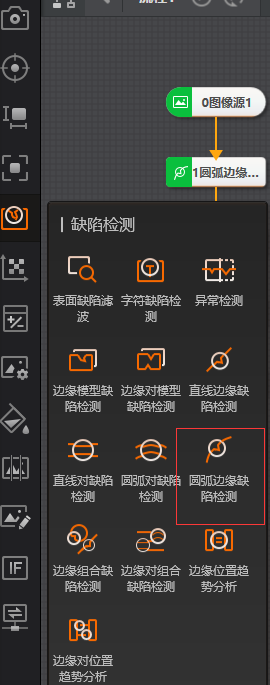 0图像源1
1圆弧边缘...
缺陷检测
表面缺陷滤
波
字符缺陷检
测
异常检测
边缘模型缺
陷检测
边缘对模型
缺陷检测
直线边缘缺
陷检测
直线对缺陷
检测
圆弧对缺陷
检测
圆弧边缘缺
陷检测
边缘组合缺
陷检测
边缘对组合
缺陷检测
边缘位置趋
势分析
边缘对位置
趋势分析
IF